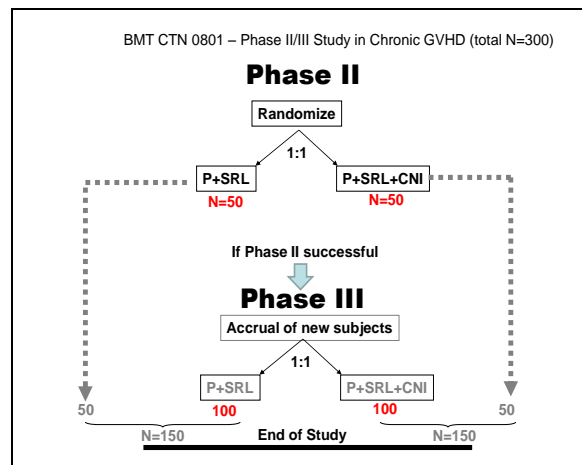 BMT CTN 0801 – Phase II/III Study in Chronic GVHD (total N=300)
Phase II
Randomize
1:1
P+SRL P+SRL+CNI
N=50 N=50
If Phase II successful
Phase III
Accrual of new subjects
1:1
P+SRL P+SRL+CNI
50 100 100 50
N=150 End of Study N=150